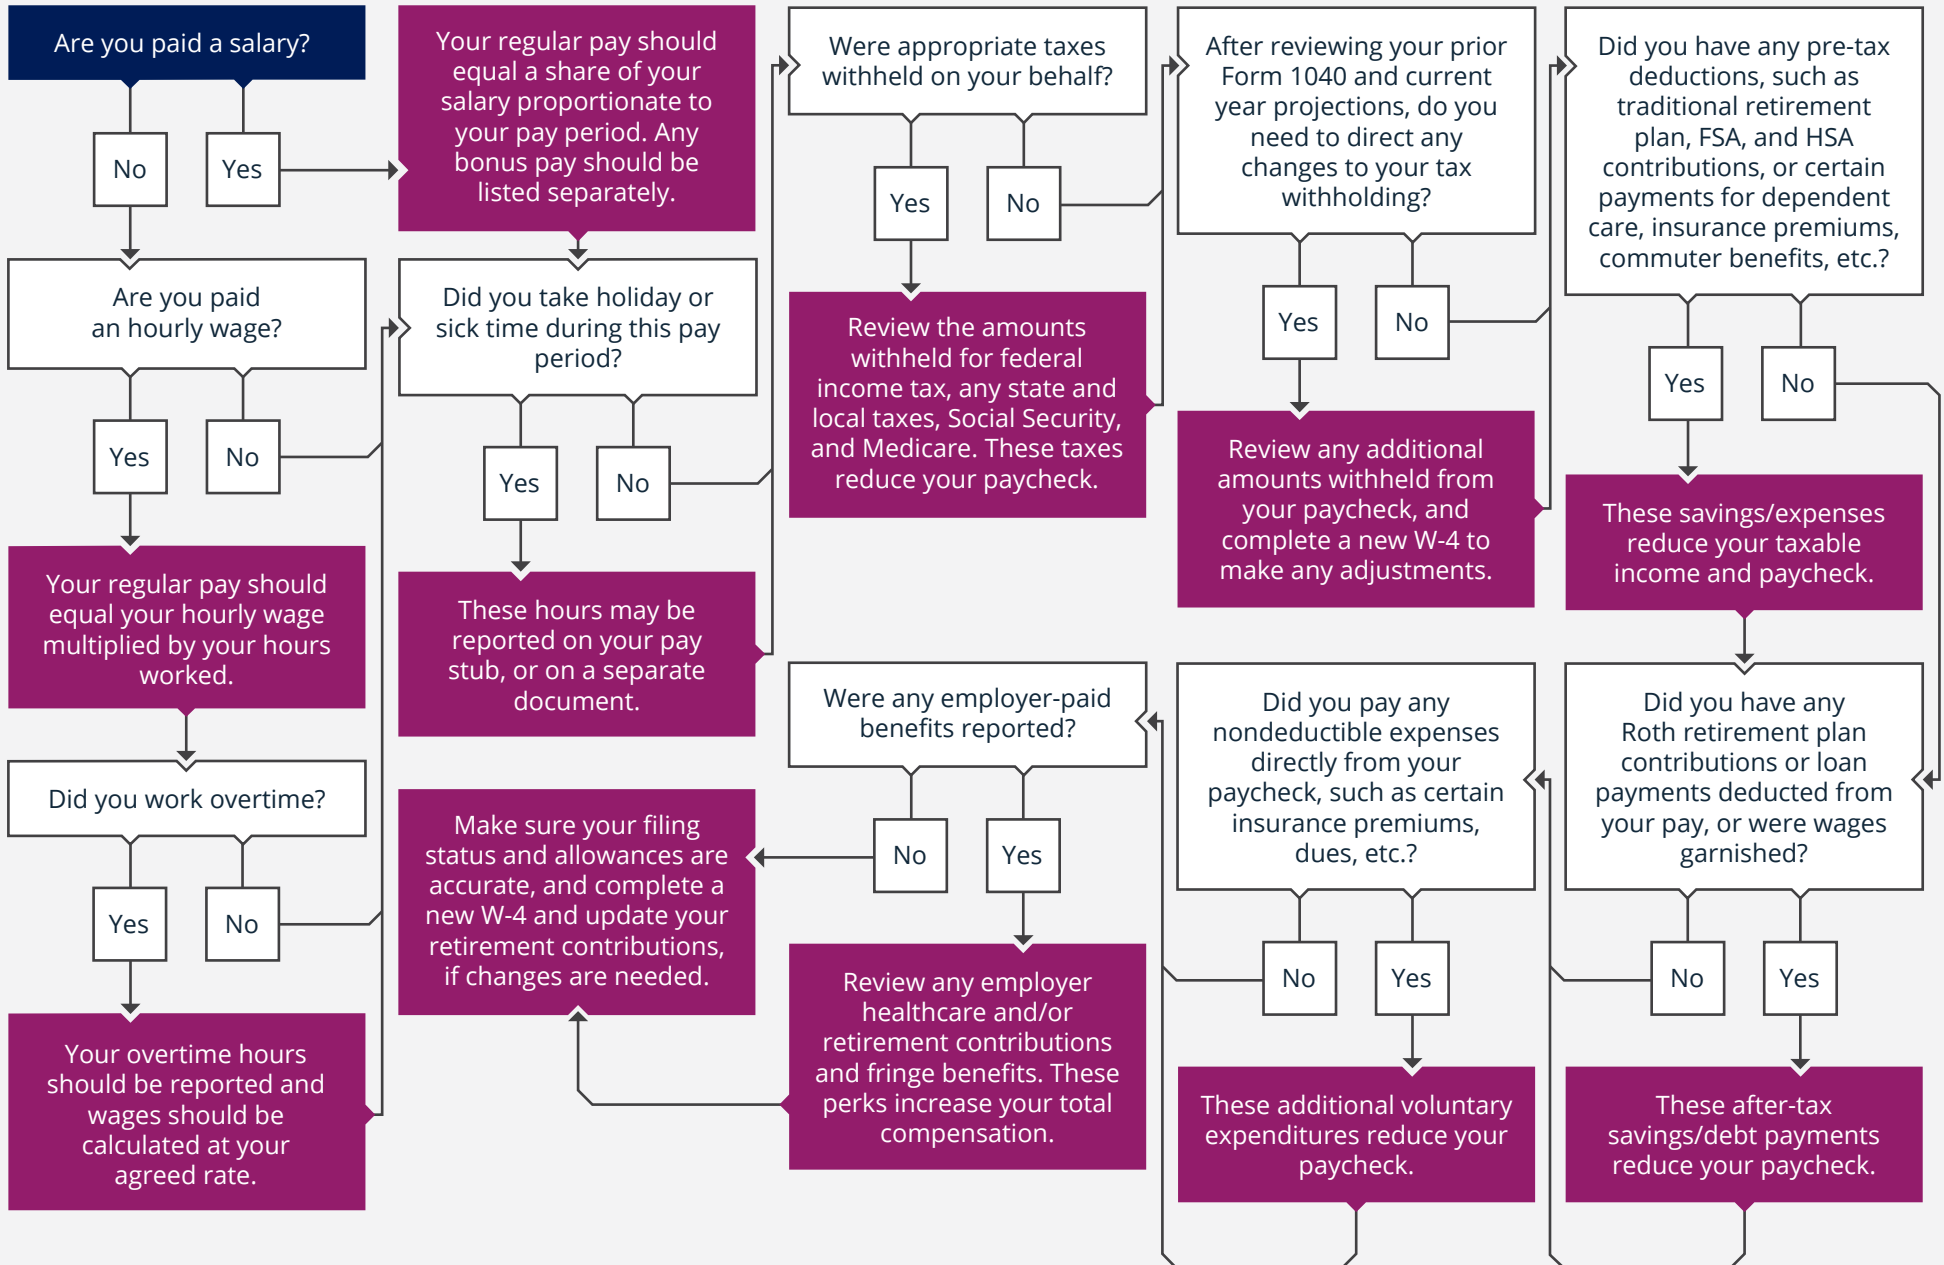 Are you paid a salary?
No
Yes
Your regular pay should
equal a share of your
salary proportionate to
your pay period. Any
bonus pay should be
listed separately.
Are you paid
an hourly wage?
Yes
No
Your regular pay should
equal your hourly wage
multiplied by your hours
worked.
Did you work overtime?
Yes
No
Your overtime hours
should be reported and
wages should be
calculated at your
agreed rate.
Did you take holiday or
sick time during this pay
period?
Yes
No
These hours may be
reported on your pay
stub, or on a separate
document.
Were appropriate taxes
withheld on your behalf?
Yes
No
Review the amounts
withheld for federal
income tax, any state and
local taxes, Social Security,
and Medicare. These taxes
reduce your paycheck.
After reviewing your prior
Form 1040 and current
year projections, do you
need to direct any
changes to your tax
withholding?
Yes
No
Review any additional
amounts withheld from
your paycheck, and
complete a new W-4 to
make any adjustments.
Did you have any pre-tax
deductions, such as
traditional retirement
plan, FSA, and HSA
contributions, or certain
payments for dependent
care, insurance premiums,
commuter benefits, etc.?
Yes
No
These savings/expenses
reduce your taxable
income and paycheck.
Did you have any
Roth retirement plan
contributions or loan
payments deducted from
your pay, or were wages
garnished?
No
Yes
These after-tax
savings/debt payments
reduce your paycheck.
Did you pay any
nondeductible expenses
directly from your
paycheck, such as certain
insurance premiums,
dues, etc.?
No
Yes
These additional voluntary
expenditures reduce your
paycheck.
Were any employer-paid
benefits reported?
No
Yes
Review any employer
healthcare and/or
retirement contributions
and fringe benefits. These
perks increase your total
compensation.
Make sure your filing
status and allowances are
accurate, and complete a
new W-4 and update your
retirement contributions,
if changes are needed.